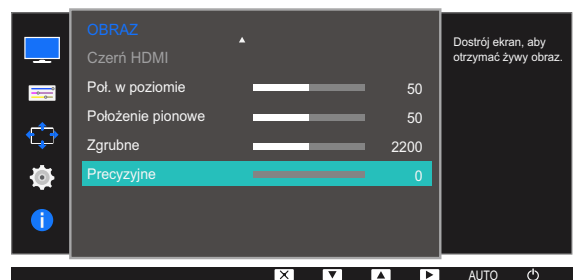 OBRAZ
Czerń HDMI
Poł. w poziomie 50
Położenie pionowe 50
Zgrubne 2200
Precyzyjne 0
Dostrój ekran, aby
otrzymać żywy obraz.
AUTO